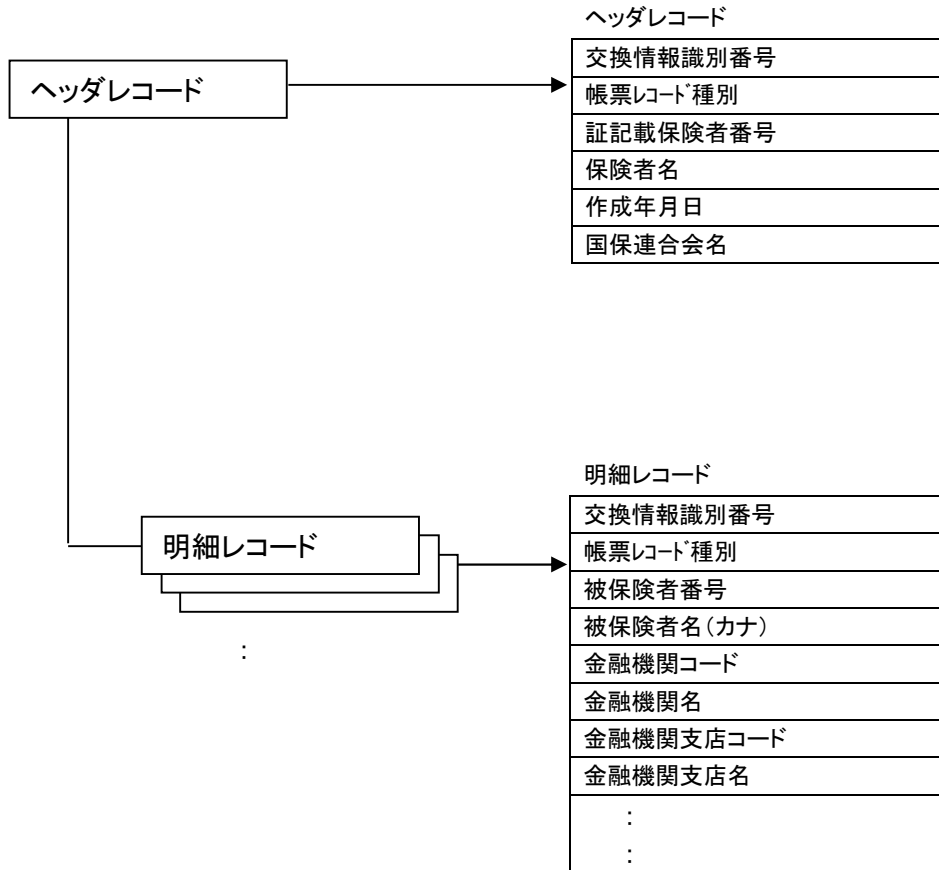 ヘッダレコード
ヘッダレコード
交換情報識別番号
帳票ﾚｺｰﾄﾞ種別
証記載保険者番号
保険者名
作成年月日
国保連合会名
明細レコード
:
明細レコード
交換情報識別番号
帳票ﾚｺｰﾄﾞ種別
被保険者番号
被保険者名(カナ)
金融機関コード
金融機関名
金融機関支店コード
金融機関支店名
:
: